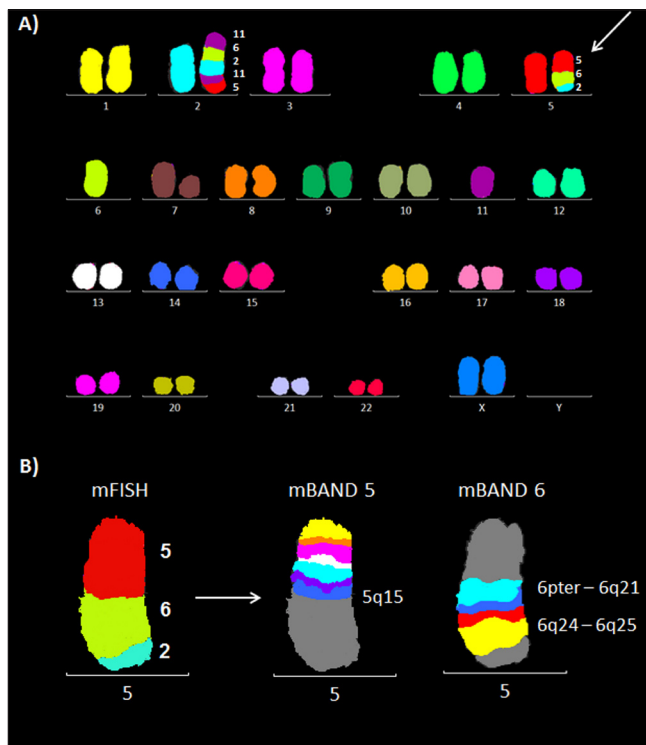 A)
11
6
2
11
5
5
6
2
1 2 3 4 5
6 7 8 9 10 11 12
13 14 15 16 17 18
19 20 21 22 X Y
B)
mFISH mBAND 5 mBAND 6
5
6
2
5q15
6pter – 6q21
6q24 – 6q25
5 5 5